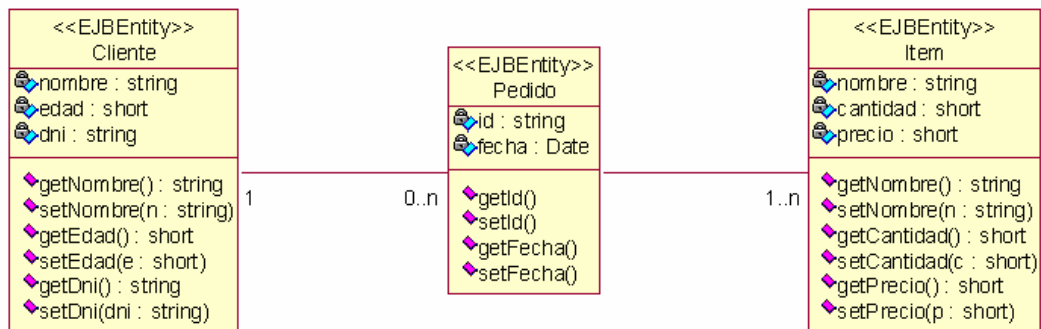 <<EJBEntity>>
Cliente
nombre : string
edad : short
dni : string
getNombre() : string
setNombre(n : string)
getEdad() : short
setEdad(e : short)
getDni() : string
setDni(dni : string)
1
0..n
<<EJBEntity>>
Pedido
id : string
fecha : Date
getId()
setId()
getFecha()
setFecha()
1..n
<<EJBEntity>>
Item
nombre : string
cantidad : short
precio : short
getNombre() : string
setNombre(n : string)
getCantidad() : short
setCantidad(c : short)
getPrecio() : short
setPrecio(p : short)